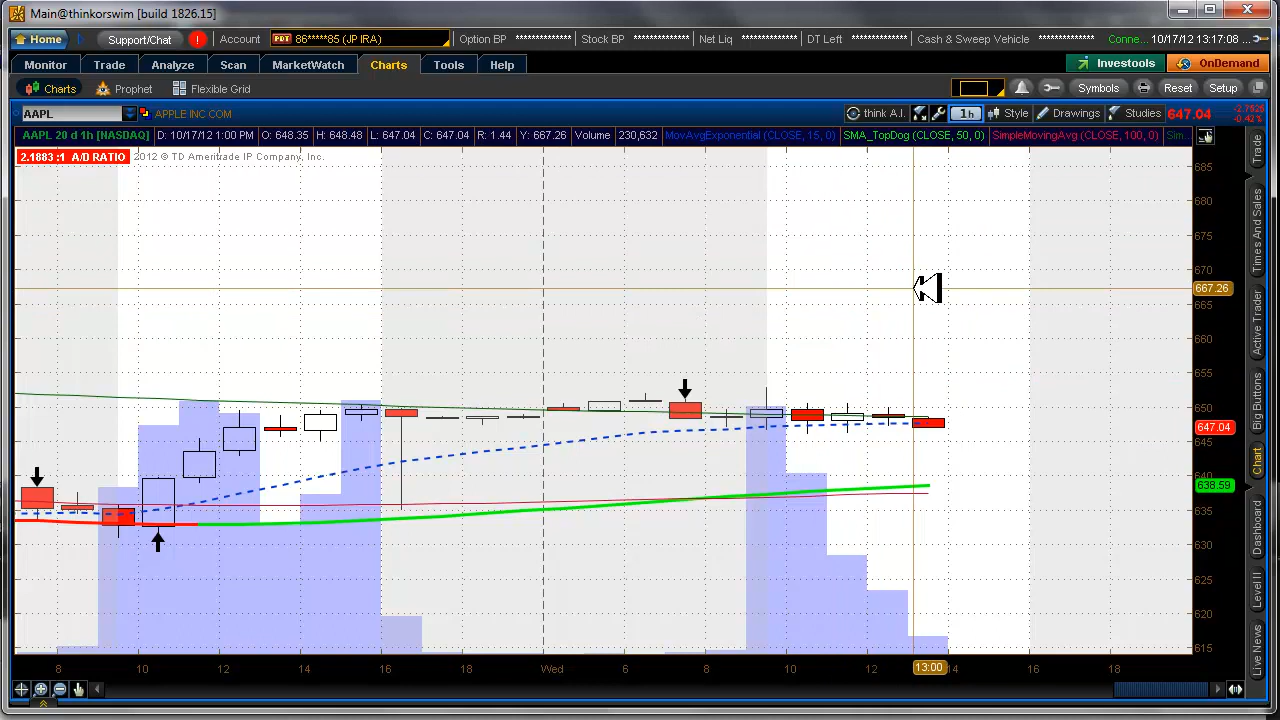 Main@thinkorswim [build 1826.15]
Home Support/Chat ! Account PDT 86*****85 (JP IRA) Option BP ************ Stock BP ************ Net Liq ************ DT Left ************ Cash & Sweep Vehicle ************ Conne... 10/17/12 13:17:08
Monitor Trade Analyze Scan MarketWatch Charts Tools Help Investools OnDemand
Charts Prophet Flexible Grid Symbols Reset Setup
AAPL APPLE INC COM think A.I. 1h Style Drawings Studies 647.04 -2.7525 -0.42%
AAPL 20 d 1h [NASDAQ] D: 10/17/12 1:00 PM O: 648.35 H: 648.48 L: 647.04 C: 647.04 R: 1.44 Y: 667.26 Volume 230,632 MovAvgExponential (CLOSE, 15, 0) SMA_TopDog (CLOSE, 50, 0) SimpleMovingAvg (CLOSE, 100, 0) Sim...
2.1883 :1 A/D RATIO 2012 © TD Ameritrade IP Company, Inc.
685
680
675
670
667.26
665
660
655
650
647.04
645
640
638.59
635
630
625
620
615
8 10 12 14 16 18 Wed 6 8 10 12 13:00 14 16 18
Trade
Times And Sales
Active Trader
Big Buttons
Chart
Dashboard
Level II
Live News